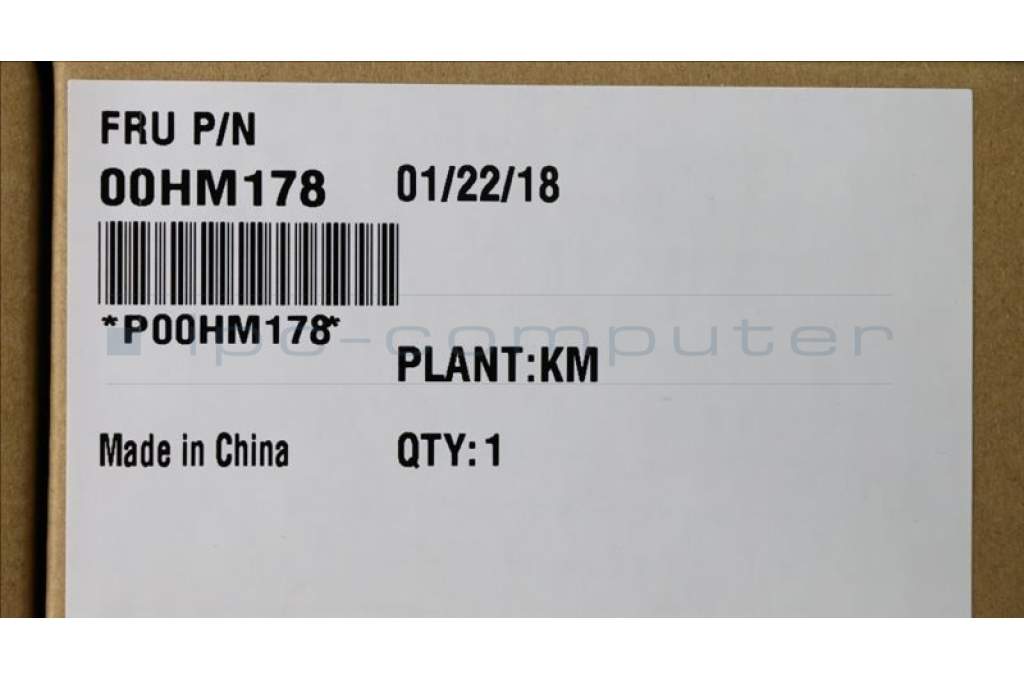 FRU P/N
00HM178 01/22/18
*P00HM178*
ipc-computer
PLANT:KM
Made in China QTY: 1